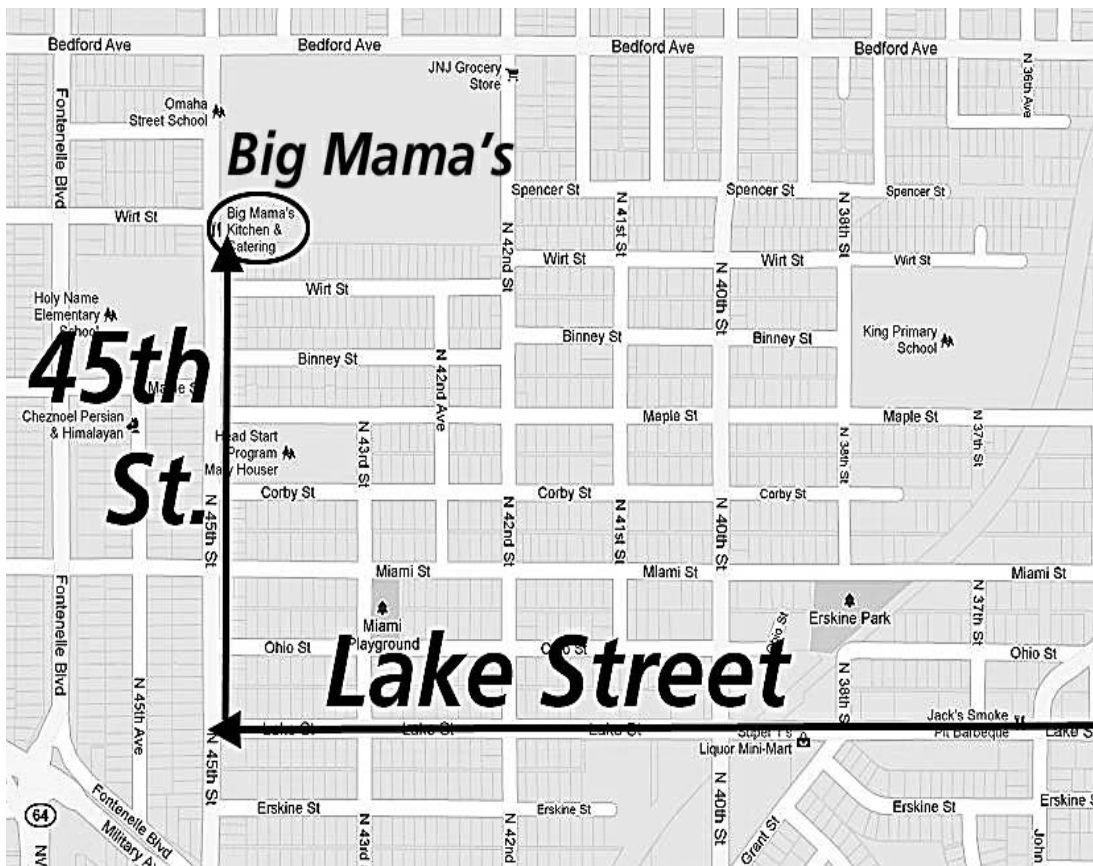 Bedford Ave
Bedford Ave
Bedford Ave
Bedford Ave
N 36th Ave
JNJ Grocery
Store
Fontenelle Blvd
Omaha
Street School
Big Mama's
Spencer St
Spencer St
Spencer St
Wirt St
Big Mama's
Kitchen &
Catering
N 42nd St
N 41st St
N 38th St
Wirt St
Wirt St
Wirt St
Wirt St
N 40th St
Holy Name
Elementary
School
45th
St.
Binney St
Binney St
Binney St
King Primary
School
N 42nd Ave
Maple St
Maple St
Maple St
Cheznoel Persian
& Himalayan
Head Start
Program
Mary Houser
N 43rd St
N 38th St
N 37th St
Corby St
Corby St
Corby St
N 45th St
N 42nd St
N 41st St
N 40th St
Miami St
Miami St
Miami St
Fontenelle Blvd
Miami
Playground
Erskine Park
N 37th St
Ohio St
Ohio St
Ohio St
Ohio St
Lake Street
N 45th Ave
N 38th St
Jack's Smoke
Pit Barbeque
Lake St
Lake St
Lake St
Lake S
Liquor Mini-Mart
N 45th St
N 40th St
Erskine St
Erskine St
Erskine St
Erskine S
64
Fontenelle Blvd
Military A
NW
N 43rd
N 42nd
Grant St
John